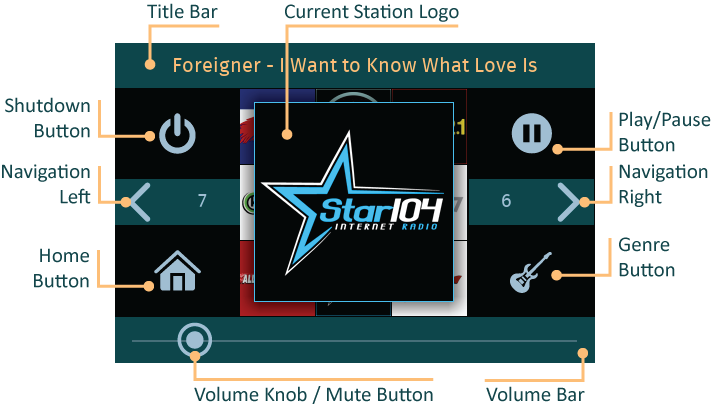 Title Bar
Current Station Logo
Foreigner - I Want to Know What Love Is
Shutdown
Button
Play/Pause
Button
Navigation
Left
7
6
Navigation
Right
Star104
INTERNET RADIO
Home
Button
Genre
Button
Volume Knob / Mute Button
Volume Bar